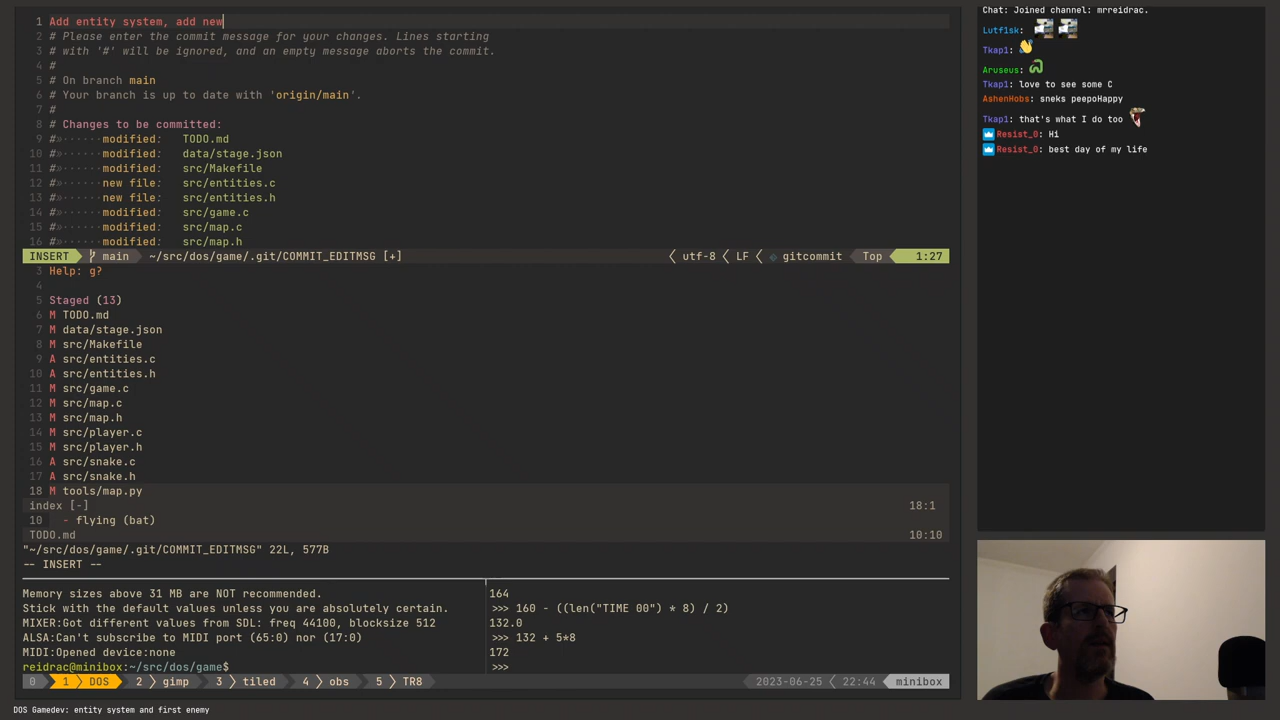 1 Add entity system, add new
2 # Please enter the commit message for your changes. Lines starting
3 # with '#' will be ignored, and an empty message aborts the commit.
4 #
5 # On branch main
6 # Your branch is up to date with 'origin/main'.
7 #
8 # Changes to be committed:
9 #»······modified:   TODO.md
10 #»······modified:   data/stage.json
11 #»······modified:   src/Makefile
12 #»······new file:   src/entities.c
13 #»······new file:   src/entities.h
14 #»······modified:   src/game.c
15 #»······modified:   src/map.c
16 #»······modified:   src/map.h
INSERT main ~/src/dos/game/.git/COMMIT_EDITMSG [+] utf-8 LF gitcommit Top 1:27
3 Help: g?
4
5 Staged (13)
6 M TODO.md
7 M data/stage.json
8 M src/Makefile
9 A src/entities.c
10 A src/entities.h
11 M src/game.c
12 M src/map.c
13 M src/map.h
14 M src/player.c
15 M src/player.h
16 A src/snake.c
17 A src/snake.h
18 M tools/map.py
index [-] 18:1
10 - flying (bat)
TODO.md 10:10
"~/src/dos/game/.git/COMMIT_EDITMSG" 22L, 577B
-- INSERT --
Memory sizes above 31 MB are NOT recommended.
Stick with the default values unless you are absolutely certain.
MIXER:Got different values from SDL: freq 44100, blocksize 512
ALSA:Can't subscribe to MIDI port (65:0) nor (17:0)
MIDI:Opened device:none
reidrac@minibox:~/src/dos/game$
164
>>> 160 - ((len("TIME 00") * 8) / 2)
132.0
>>> 132 + 5*8
172
>>>
0 1 DOS 2 gimp 3 tiled 4 obs 5 TR8 2023-06-25 22:44 minibox
DOS Gamedev: entity system and first enemy
Chat: Joined channel: mrreidrac.
Lutf1sk:
Tkap1:
Aruseus:
Tkap1: love to see some C
AshenHobs: sneks peepoHappy
Tkap1: that's what I do too
Resist_0: Hi
Resist_0: best day of my life